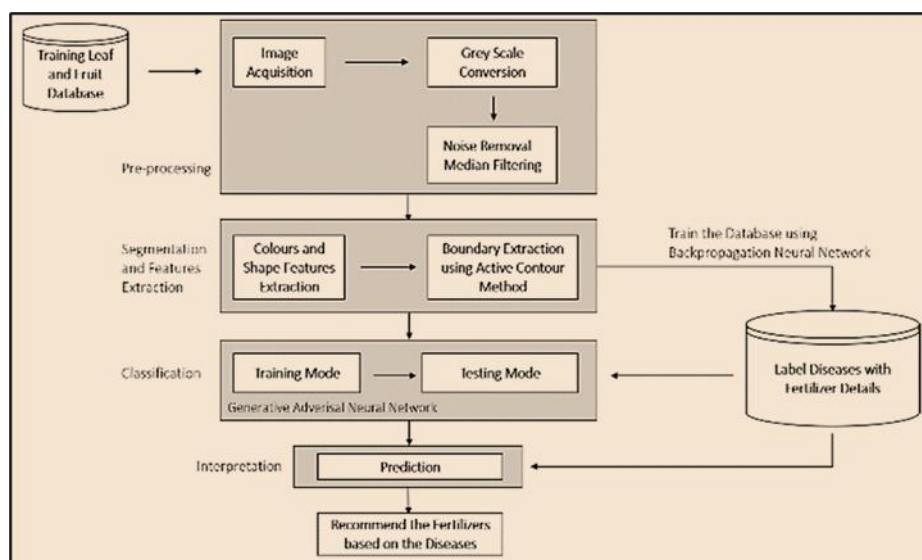 Training Leaf
and Fruit
Database
Image
Acquisition
Grey Scale
Conversion
Noise Removal
Median Filtering
Pre-processing
Segmentation
and Features
Extraction
Colours and
Shape Features
Extraction
Boundary Extraction
using Active Contour
Method
Train the Database using
Backpropagation Neural Network
Classification
Training Mode
Testing Mode
Generative Adverisal Neural Network
Label Diseases with
Fertilizer Details
Interpretation
Prediction
Recommend the Fertilizers
based on the Diseases